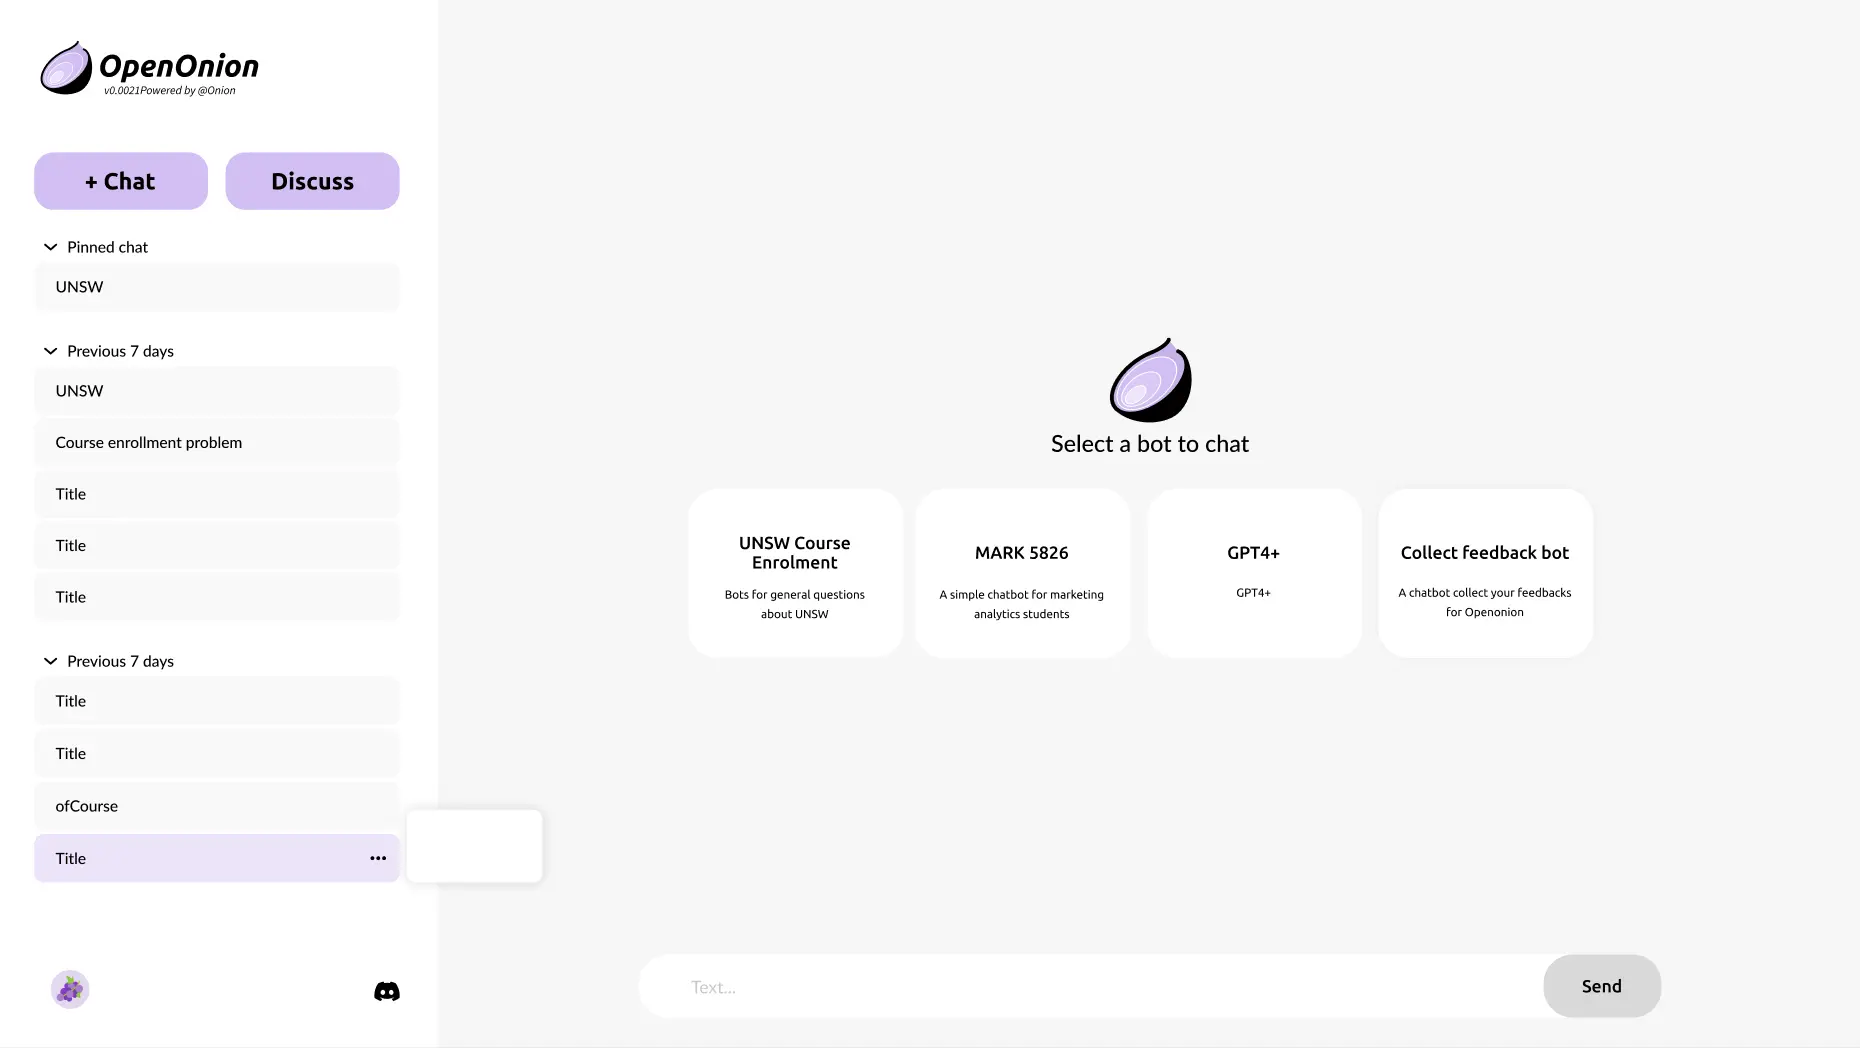 OpenOnion
v0.0021Powered by @Onion
+ Chat
Discuss
Pinned chat
UNSW
Previous 7 days
UNSW
Course enrollment problem
Title
Title
Title
Previous 7 days
Title
Title
ofCourse
Title
Select a bot to chat
UNSW Course
Enrolment
Bots for general questions
about UNSW
MARK 5826
A simple chatbot for marketing
analytics students
GPT4+
GPT4+
Collect feedback bot
A chatbot collect your feedbacks
for Openonion
Text...
Send